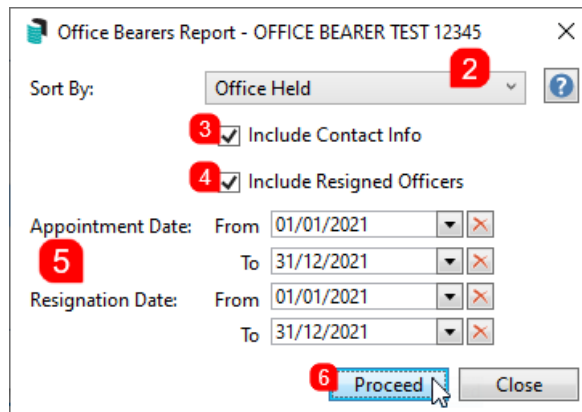 Office Bearers Report - OFFICE BEARER TEST 12345
2
Sort By: Office Held
3 Include Contact Info
4 Include Resigned Officers
Appointment Date: From 01/01/2021
5 To 31/12/2021
Resignation Date: From 01/01/2021
To 31/12/2021
6 Proceed Close